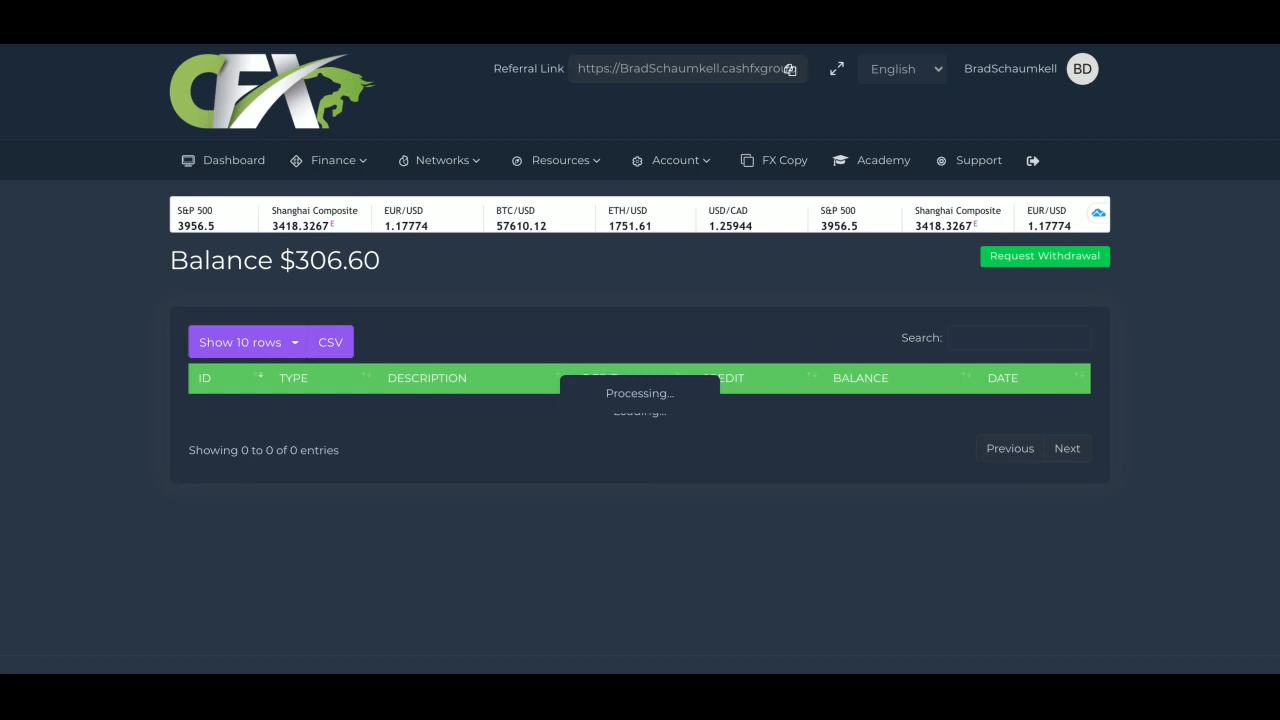 CFX
Referral Link https://BradSchaumkell.cashfxgrou English BradSchaumkell BD
Dashboard Finance Networks Resources Account FX Copy Academy Support
S&P 500 Shanghai Composite EUR/USD BTC/USD ETH/USD USD/CAD S&P 500 Shanghai Composite EUR/USD
3956.5 3418.3267 E 1.17774 57610.12 1751.61 1.25944 3956.5 3418.3267 E 1.17774
Balance $306.60 Request Withdrawal
Show 10 rows CSV Search:
ID TYPE DESCRIPTION BALANCE DATE
Processing...
Loading...
Showing 0 to 0 of 0 entries Previous Next